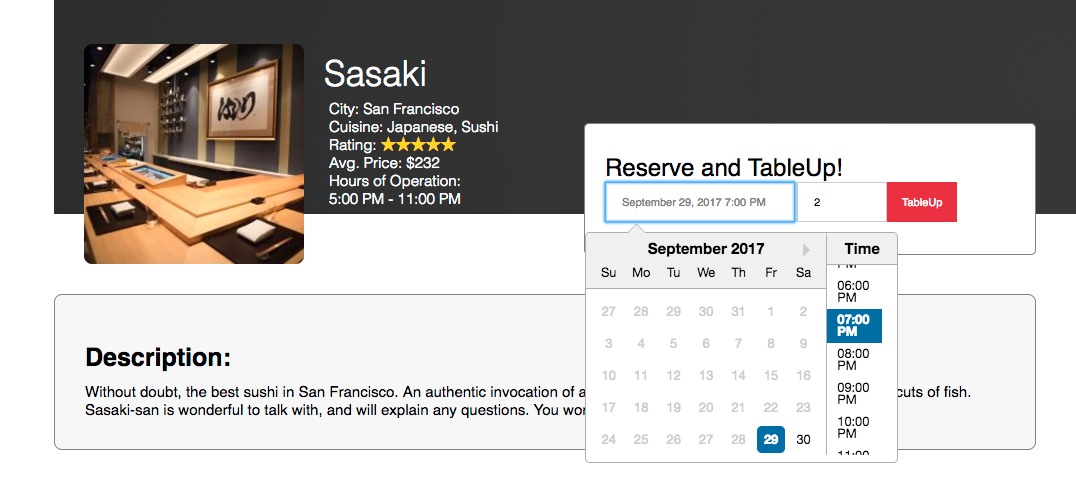 Sasaki
City: San Francisco
Cuisine: Japanese, Sushi
Rating: ★★★★★
Avg. Price: $232
Hours of Operation:
5:00 PM - 11:00 PM
Reserve and TableUp!
September 29, 2017 7:00 PM
2
TableUp
September 2017
Su Mo Tu We Th Fr Sa
27 28 29 30 31 1 2
3 4 5 6 7 8 9
10 11 12 13 14 15 16
17 18 19 20 21 22 23
24 25 26 27 28 29 30
Time
PM
06:00
PM
07:00
PM
08:00
PM
09:00
PM
10:00
PM
11:00
Description:
Without doubt, the best sushi in San Francisco. An authentic invocation of a
cuts of fish.
Sasaki-san is wonderful to talk with, and will explain any questions. You